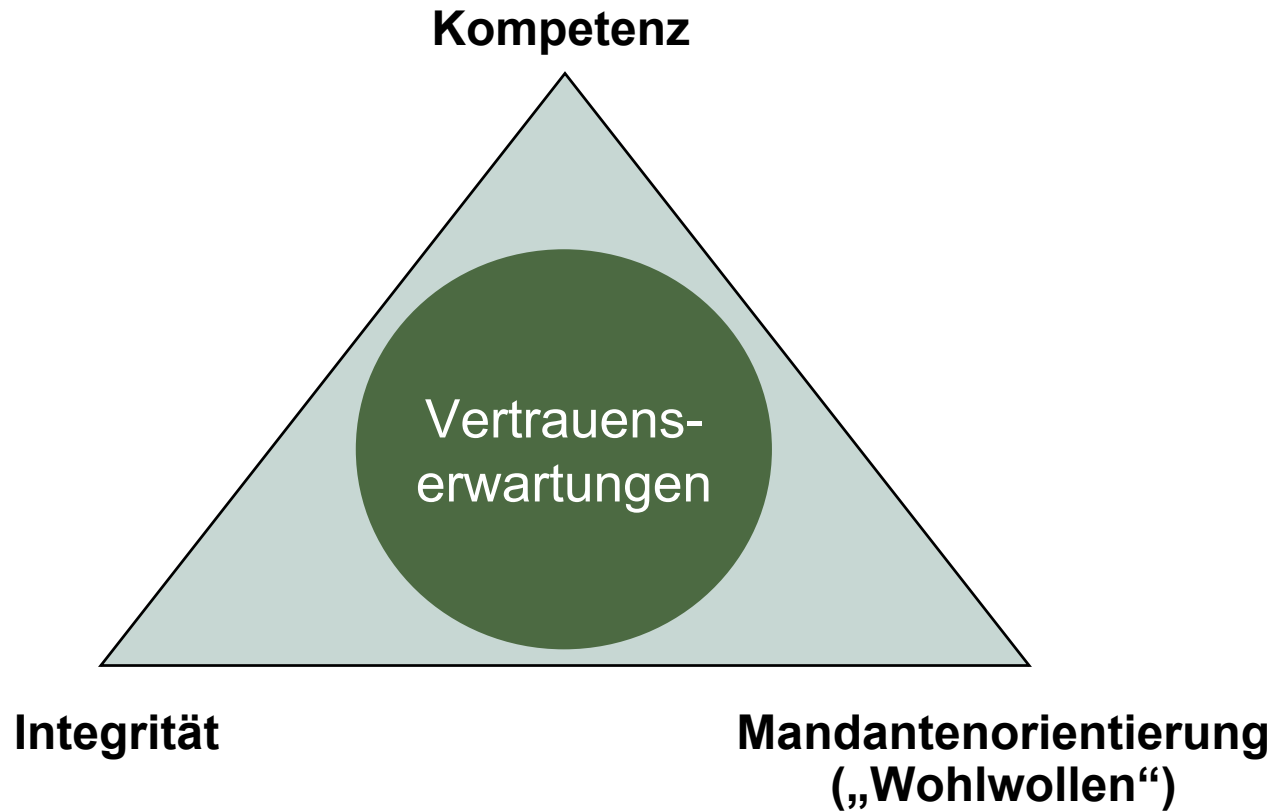 Kompetenz
Vertrauens-
erwartungen
Integrität
Mandantenorientierung
(„Wohlwollen“)